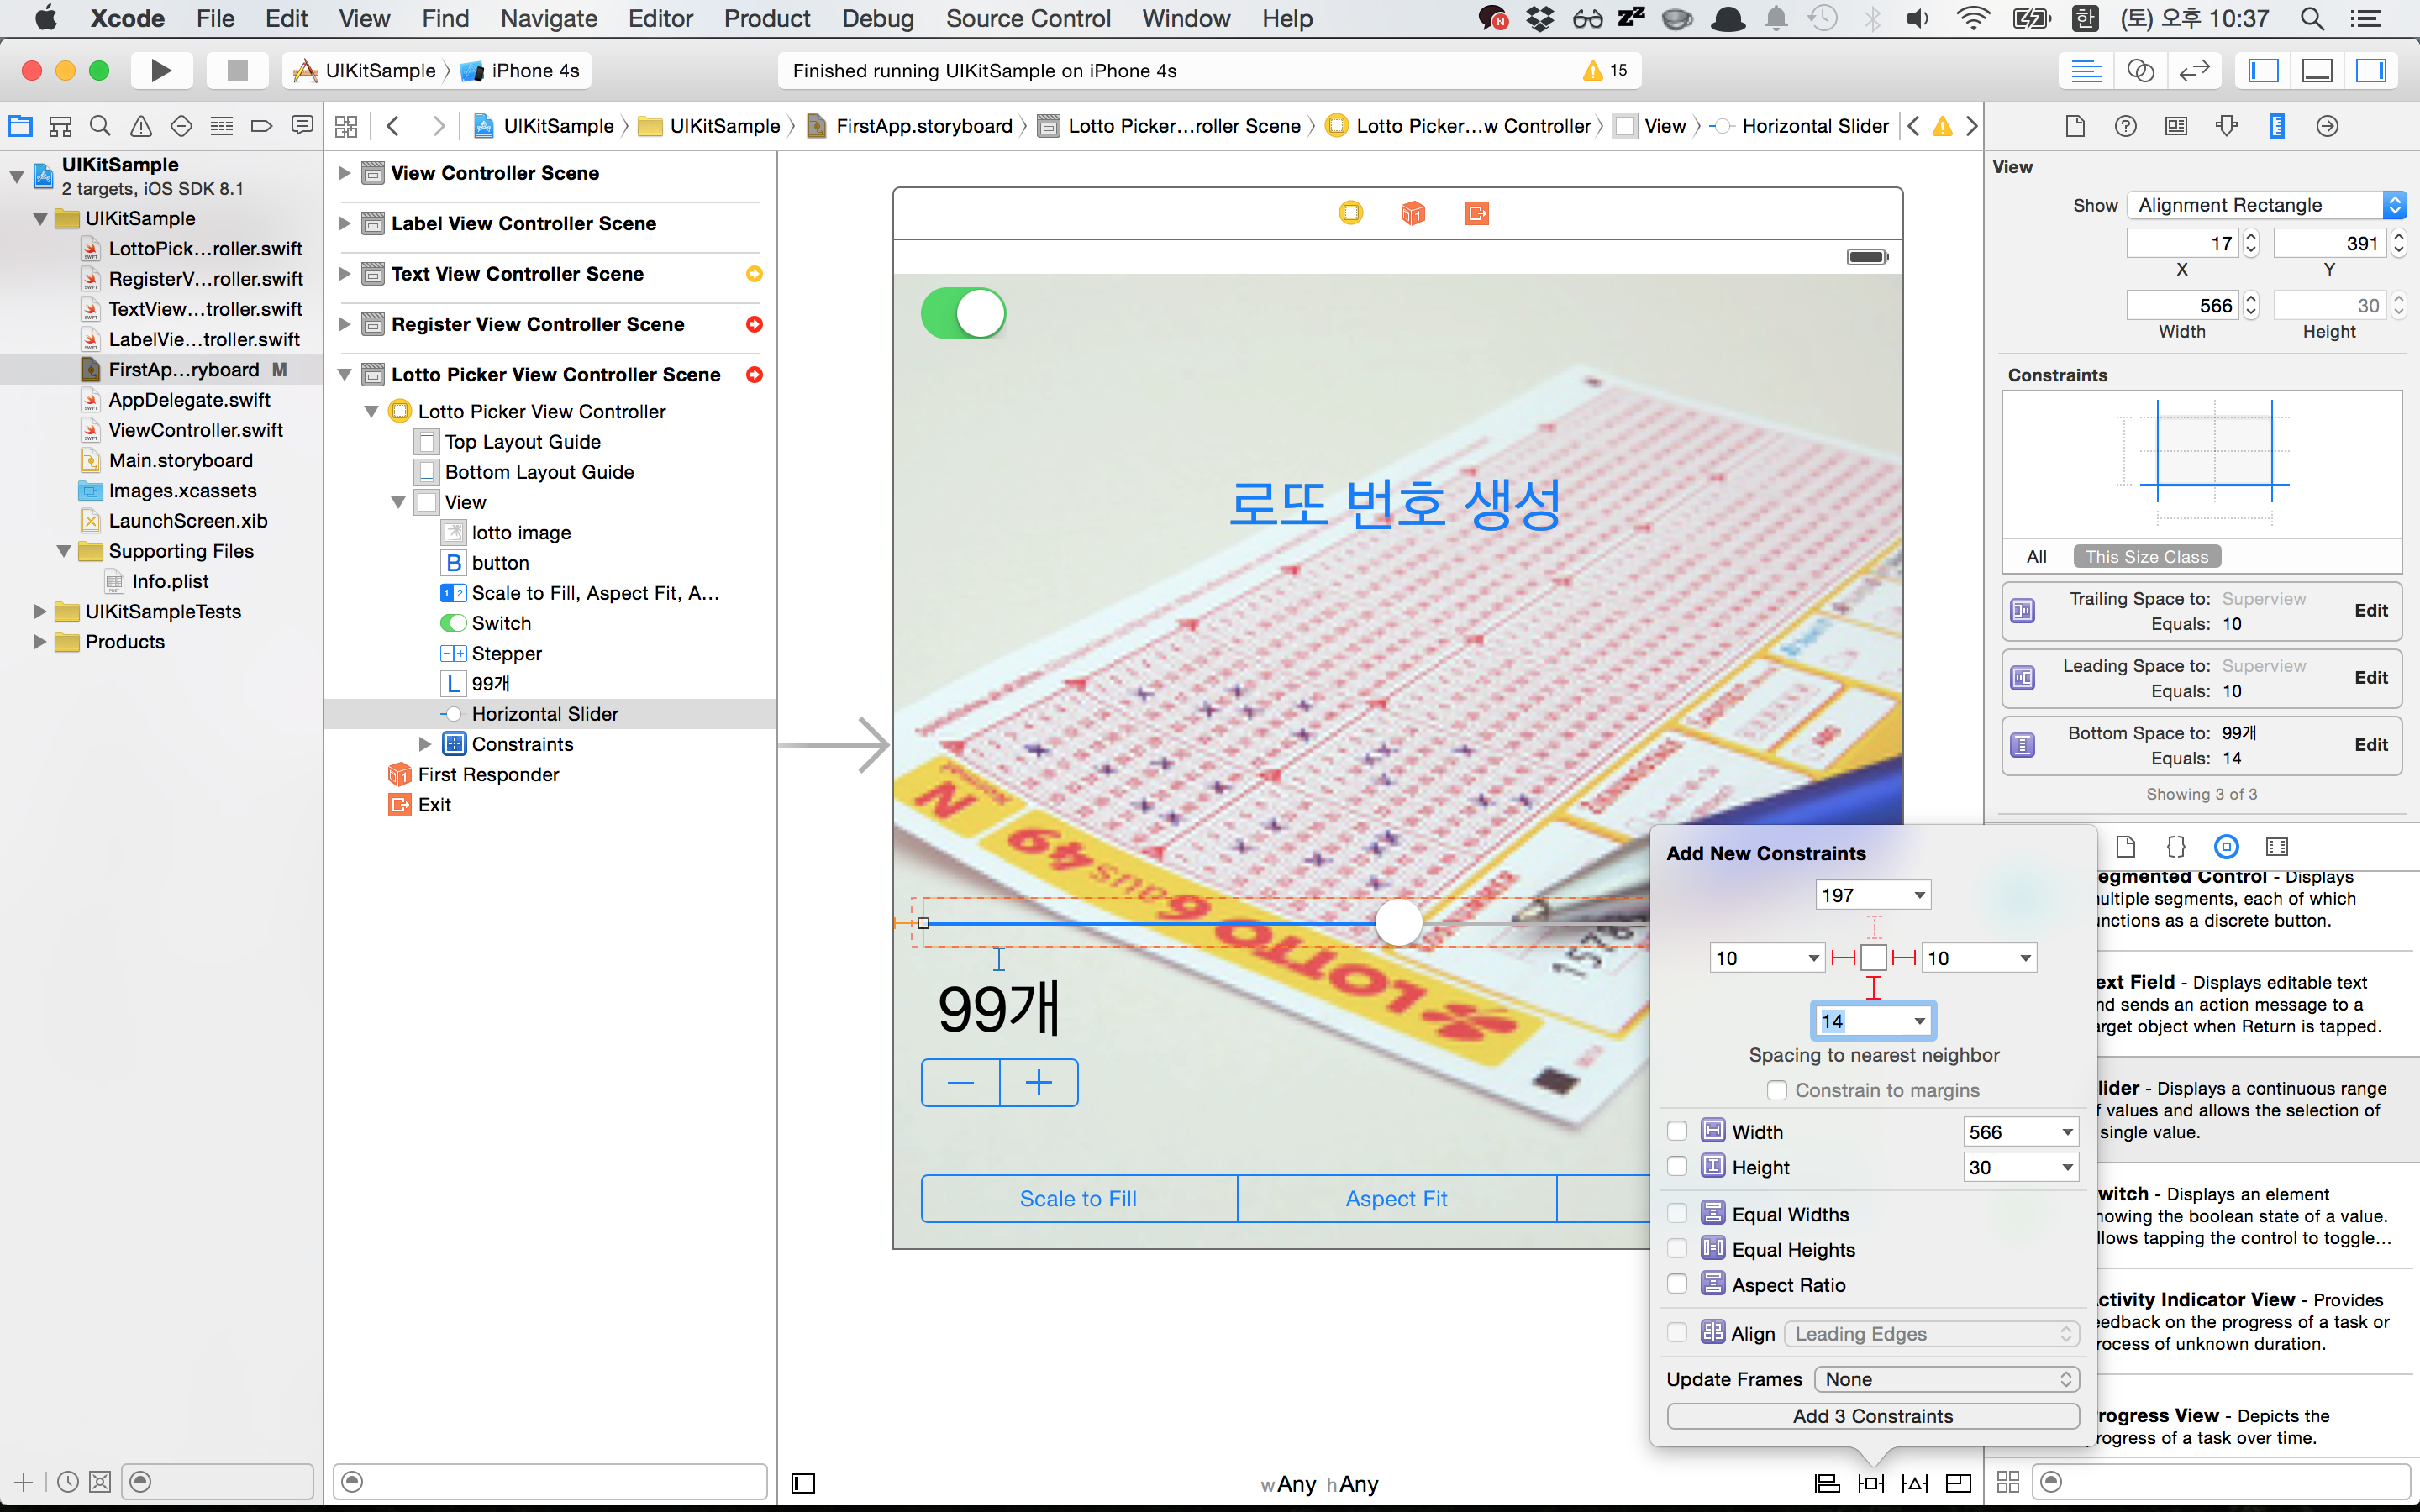 Xcode File Edit View Find Navigate Editor Product Debug Source Control Window Help N zZ 한 (토) 오후 10:37
UIKitSample iPhone 4s
Finished running UIKitSample on iPhone 4s 15
UIKitSample UIKitSample FirstApp.storyboard Lotto Picker...roller Scene Lotto Picker...w Controller View Horizontal Slider
UIKitSample
2 targets, iOS SDK 8.1
UIKitSample
LottoPick...roller.swift
RegisterV...roller.swift
TextView...troller.swift
LabelVie...troller.swift
FirstAp...ryboard M
AppDelegate.swift
ViewController.swift
Main.storyboard
Images.xcassets
LaunchScreen.xib
Supporting Files
Info.plist
UIKitSampleTests
Products
View Controller Scene
Label View Controller Scene
Text View Controller Scene
Register View Controller Scene
Lotto Picker View Controller Scene
Lotto Picker View Controller
Top Layout Guide
Bottom Layout Guide
View
lotto image
B button
1 2 Scale to Fill, Aspect Fit, A...
Switch
Stepper
L 99개
Horizontal Slider
Constraints
First Responder
Exit
로또 번호 생성
N
6aus49
LOTTO 6aus49
99개
Scale to Fill Aspect Fit
wAny hAny
View
Show Alignment Rectangle
17 391
X Y
566 30
Width Height
Constraints
All This Size Class
Trailing Space to: Superview
Equals: 10 Edit
Leading Space to: Superview
Equals: 10 Edit
Bottom Space to: 99개
Equals: 14 Edit
Showing 3 of 3
Add New Constraints
197
10 10
14
Spacing to nearest neighbor
Constrain to margins
Width 566
Height 30
Equal Widths
Equal Heights
Aspect Ratio
Align Leading Edges
Update Frames None
Add 3 Constraints
egmented Control - Displays
ultiple segments, each of which
nctions as a discrete button.
ext Field - Displays editable text
nd sends an action message to a
arget object when Return is tapped.
lider - Displays a continuous range
f values and allows the selection of
single value.
witch - Displays an element
howing the boolean state of a value.
llows tapping the control to toggle...
ctivity Indicator View - Provides
eedback on the progress of a task or
rocess of unknown duration.
rogress View - Depicts the
rogress of a task over time.